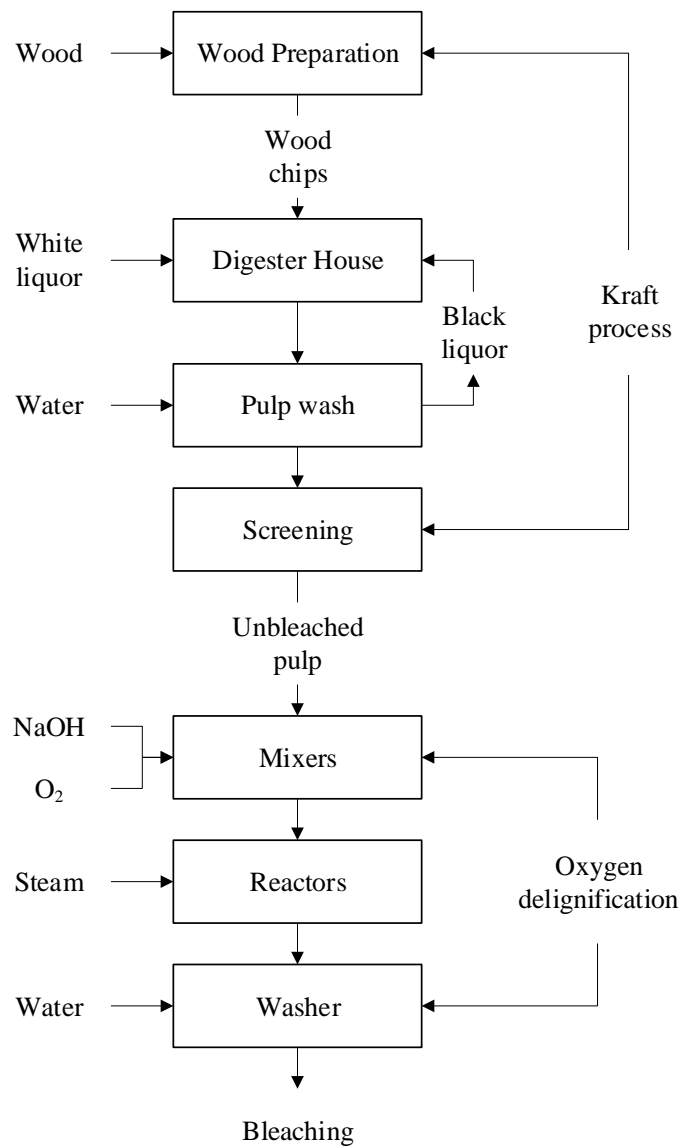 Wood
Wood Preparation
Wood
chips
White
liquor
Digester House
Black
liquor
Kraft
process
Water
Pulp wash
Screening
Unbleached
pulp
NaOH
O₂
Mixers
Steam
Reactors
Oxygen
delignification
Water
Washer
Bleaching